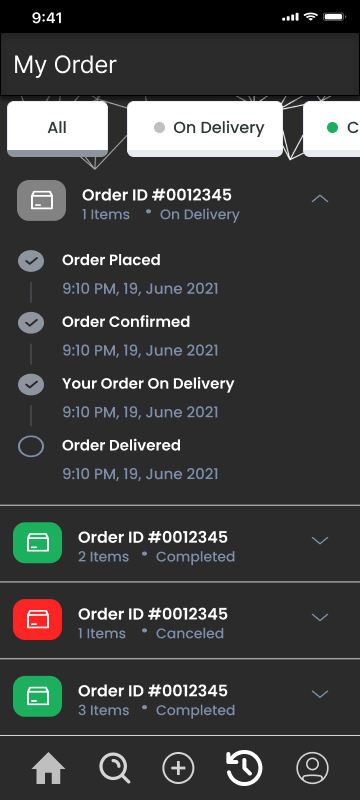 9:41
My Order
All
On Delivery
C
Order ID #0012345
1 Items • On Delivery
Order Placed
9:10 PM, 19, June 2021
Order Confirmed
9:10 PM, 19, June 2021
Your Order On Delivery
9:10 PM, 19, June 2021
Order Delivered
9:10 PM, 19, June 2021
Order ID #0012345
2 Items • Completed
Order ID #0012345
1 Items • Canceled
Order ID #0012345
3 Items • Completed